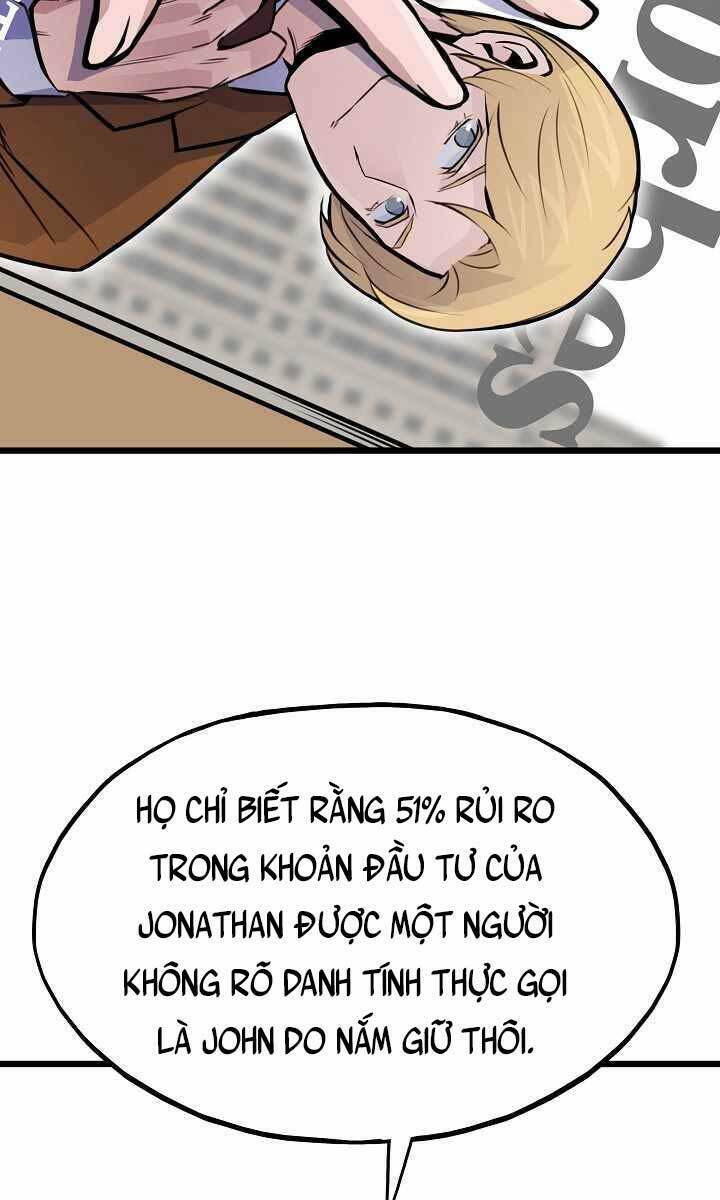 orbes
HỌ CHỈ BIẾT RẰNG 51% RỦI RO
TRONG KHOẢN ĐẦU TƯ CỦA
JONATHAN ĐƯỢC MỘT NGƯỜI
KHÔNG RÕ DANH TÍNH THỰC GỌI
LÀ JOHN DO NẮM GIỮ THÔI.